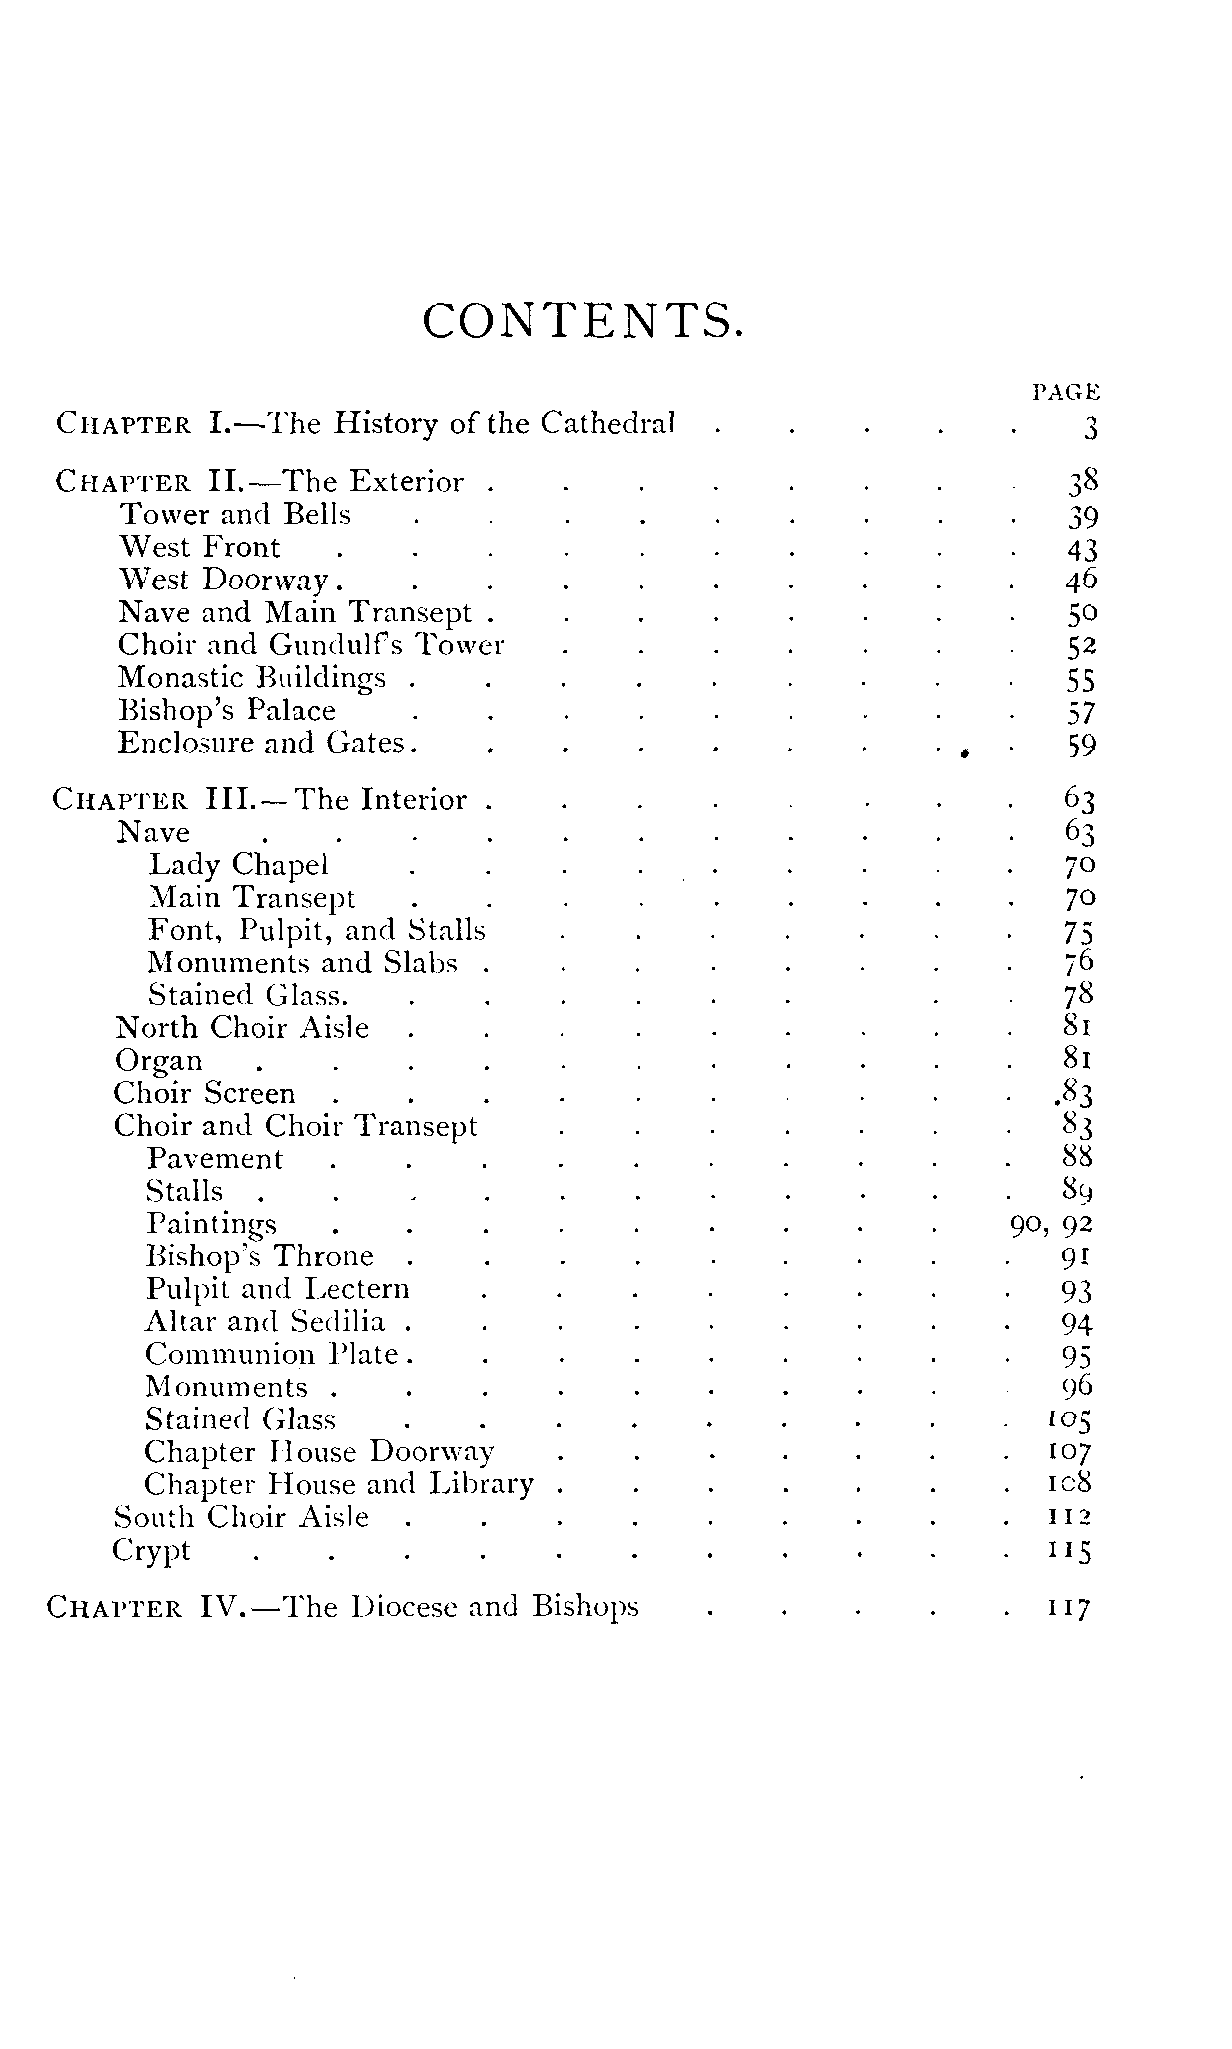 CONTENTS.
PAGE
CHAPTER I.—The History of the Cathedral . . . . . 3
CHAPTER II.—The Exterior . . . . . . . . 38
Tower and Bells . . . . . . . . . 39
West Front . . . . . . . . . . 43
West Doorway . . . . . . . . . . 46
Nave and Main Transept . . . . . . . . 50
Choir and Gundulf's Tower . . . . . . . 52
Monastic Buildings . . . . . . . . . 55
Bishop's Palace . . . . . . . . . 57
Enclosure and Gates . . . . . . . . . 59
CHAPTER III.—The Interior . . . . . . . . 63
Nave . . . . . . . . . . . 63
Lady Chapel . . . . . . . . . 70
Main Transept . . . . . . . . . 70
Font, Pulpit, and Stalls . . . . . . . 75
Monuments and Slabs . . . . . . . . 76
Stained Glass . . . . . . . . . 78
North Choir Aisle . . . . . . . . . 81
Organ . . . . . . . . . . . 81
Choir Screen . . . . . . . . . . 83
Choir and Choir Transept . . . . . . . 83
Pavement . . . . . . . . . . 88
Stalls . . . . . . . . . . . 89
Paintings . . . . . . . . . 90, 92
Bishop's Throne . . . . . . . . . 91
Pulpit and Lectern . . . . . . . . 93
Altar and Sedilia . . . . . . . . . 94
Communion Plate . . . . . . . . . 95
Monuments . . . . . . . . . . 96
Stained Glass . . . . . . . . . 105
Chapter House Doorway . . . . . . . 107
Chapter House and Library . . . . . . . 108
South Choir Aisle . . . . . . . . . 112
Crypt . . . . . . . . . . . 115
CHAPTER IV.—The Diocese and Bishops . . . . . 117